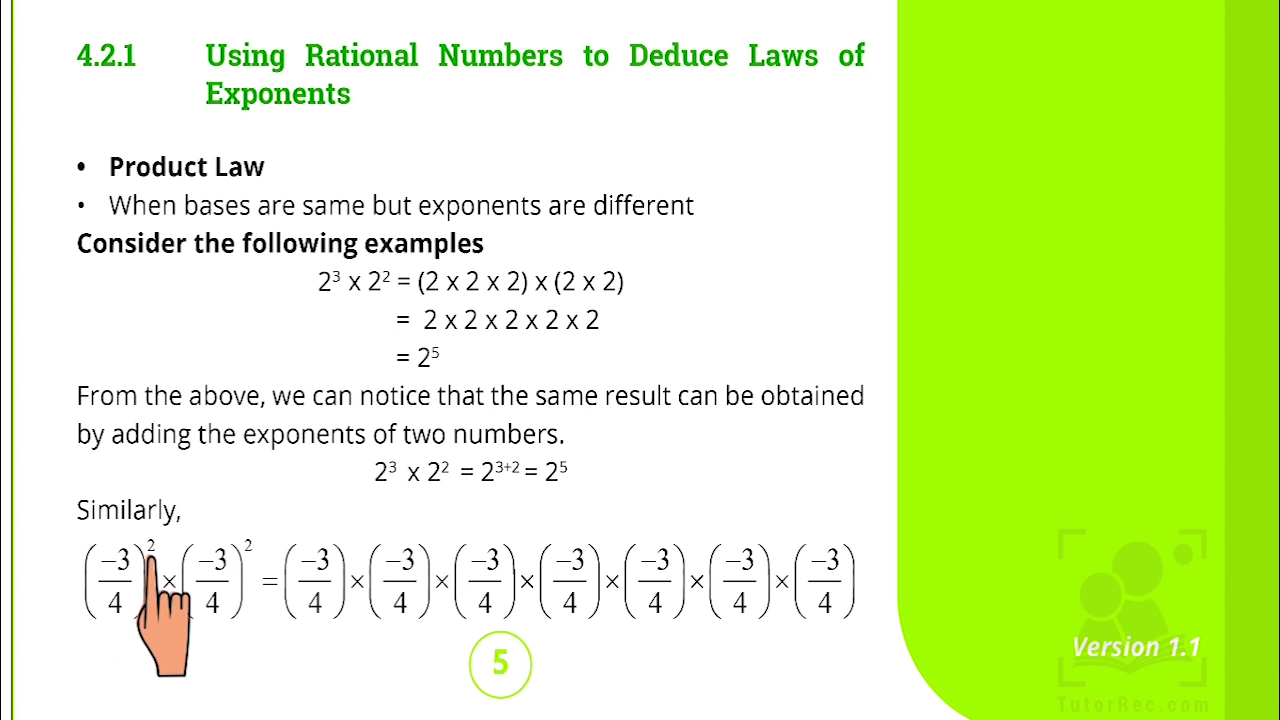 4.2.1 Using Rational Numbers to Deduce Laws of
Exponents
• Product Law
• When bases are same but exponents are different
Consider the following examples
2³ x 2² = (2 x 2 x 2) x (2 x 2)
= 2 x 2 x 2 x 2 x 2
= 2⁵
From the above, we can notice that the same result can be obtained
by adding the exponents of two numbers.
2³ x 2² = 2³⁺² = 2⁵
Similarly,
(−3/4)² × (−3/4)² = (−3/4) × (−3/4) × (−3/4) × (−3/4) × (−3/4) × (−3/4) × (−3/4)
5
Version 1.1
TutorRec.com